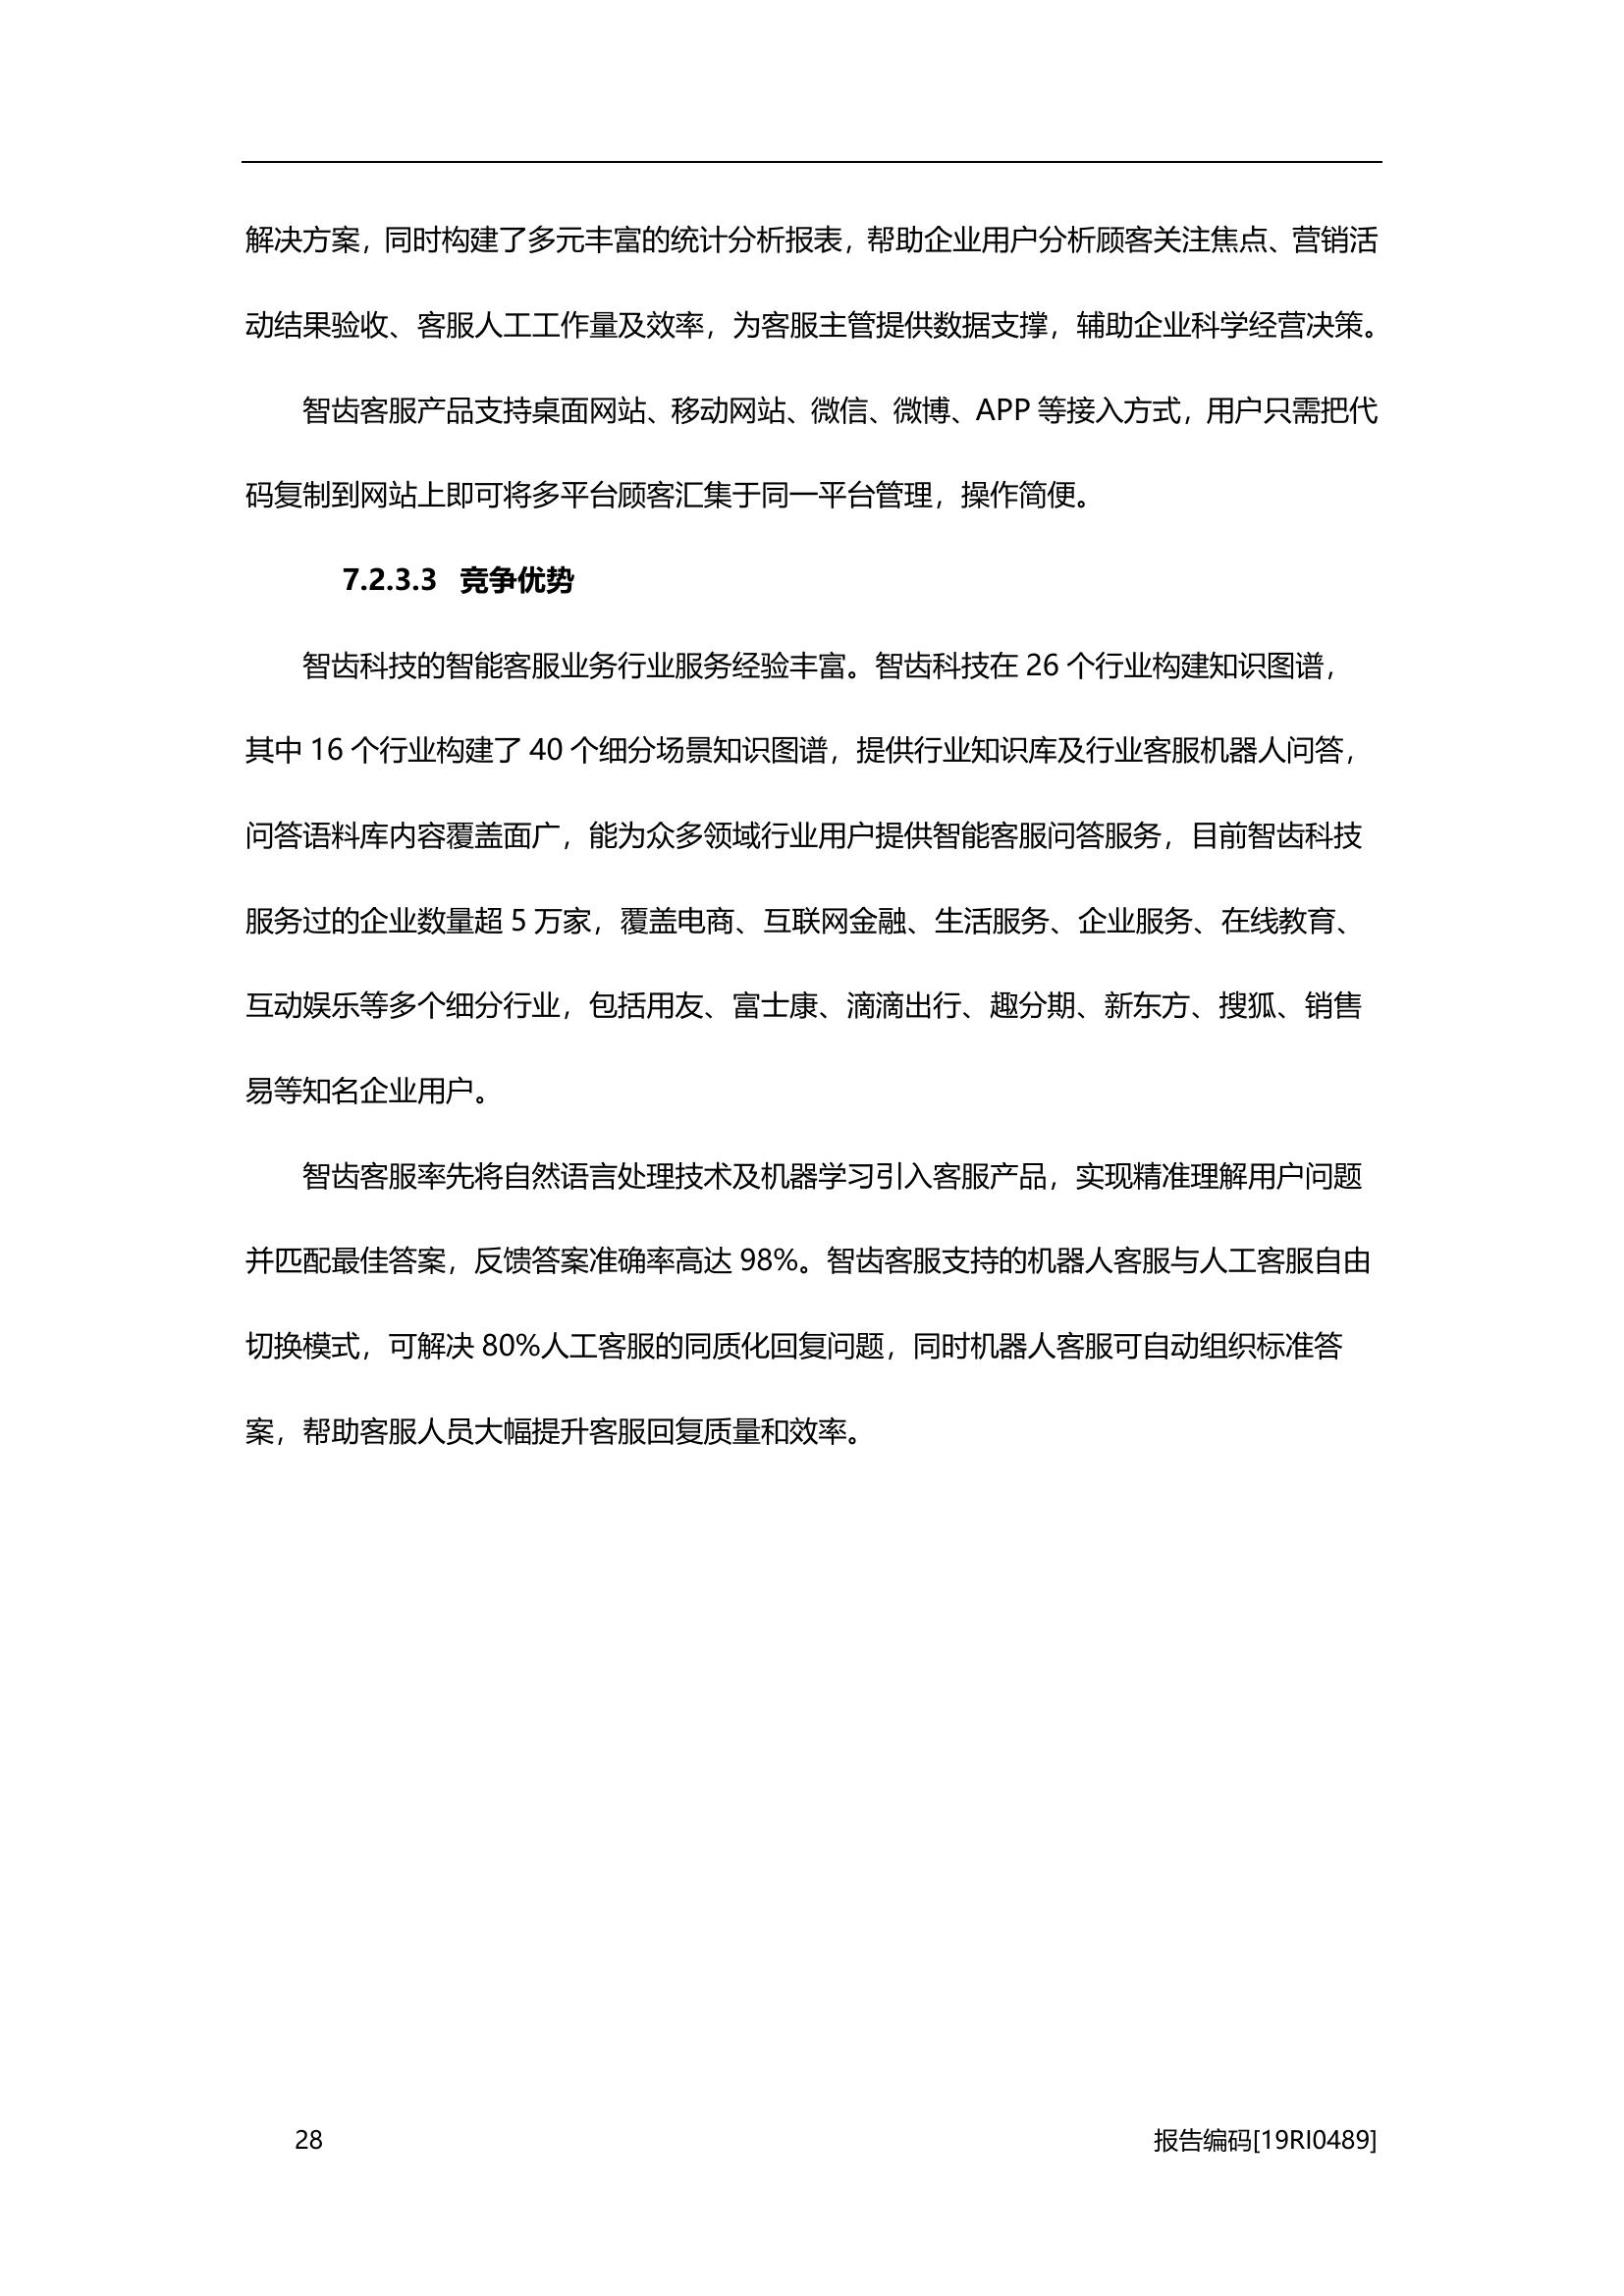 解决方案，同时构建了多元丰富的统计分析报表，帮助企业用户分析顾客关注焦点、营销活
动结果验收、客服人工工作量及效率，为客服主管提供数据支撑，辅助企业科学经营决策。
智齿客服产品支持桌面网站、移动网站、微信、微博、APP 等接入方式，用户只需把代
码复制到网站上即可将多平台顾客汇集于同一平台管理，操作简便。
7.2.3.3 竞争优势
智齿科技的智能客服业务行业服务经验丰富。智齿科技在 26 个行业构建知识图谱，
其中 16 个行业构建了 40 个细分场景知识图谱，提供行业知识库及行业客服机器人问答，
问答语料库内容覆盖面广，能为众多领域行业用户提供智能客服问答服务，目前智齿科技
服务过的企业数量超 5 万家，覆盖电商、互联网金融、生活服务、企业服务、在线教育、
互动娱乐等多个细分行业，包括用友、富士康、滴滴出行、趣分期、新东方、搜狐、销售
易等知名企业用户。
智齿客服率先将自然语言处理技术及机器学习引入客服产品，实现精准理解用户问题
并匹配最佳答案，反馈答案准确率高达 98%。智齿客服支持的机器人客服与人工客服自由
切换模式，可解决 80%人工客服的同质化回复问题，同时机器人客服可自动组织标准答
案，帮助客服人员大幅提升客服回复质量和效率。
28 报告编码[19RI0489]